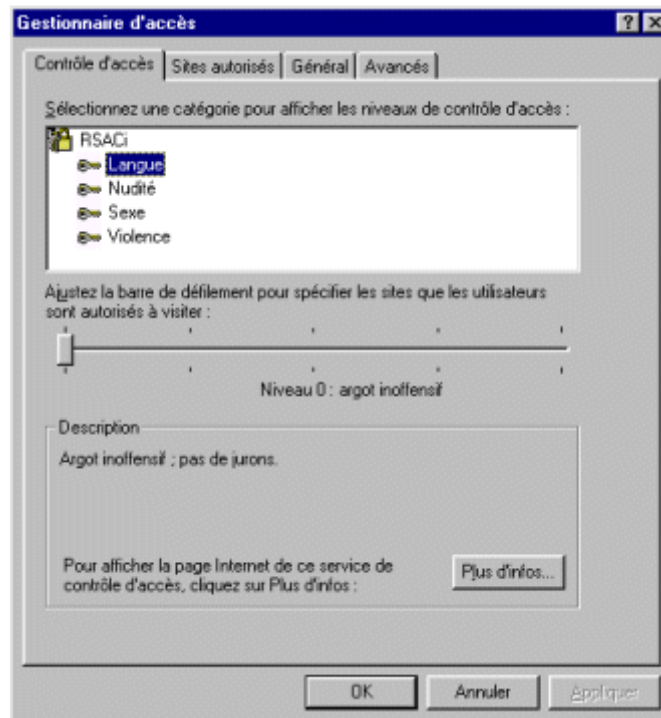 Gestionnaire d'accès
Contrôle d'accès Sites autorisés Général Avancés
Sélectionnez une catégorie pour afficher les niveaux de contrôle d'accès :
RSACi
Langue
Nudité
Sexe
Violence
Ajustez la barre de défilement pour spécifier les sites que les utilisateurs
sont autorisés à visiter :
Niveau 0 : argot inoffensif
Description
Argot inoffensif ; pas de jurons.
Pour afficher la page Internet de ce service de
contrôle d'accès, cliquez sur Plus d'infos :
Plus d'infos...
OK Annuler Appliquer